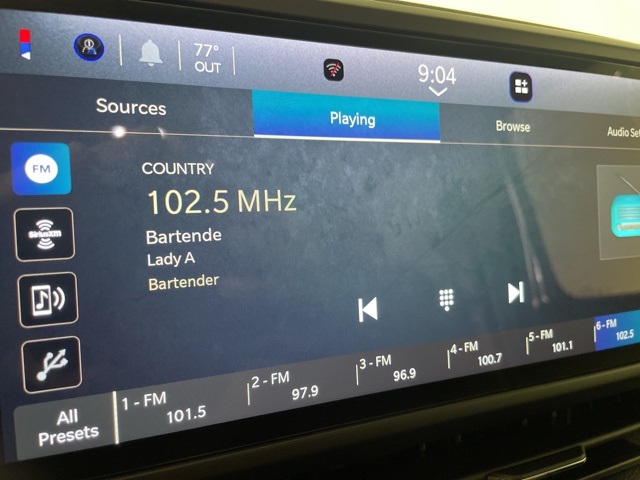 77°
OUT
9:04
Sources
Playing
Browse
Audio Set
FM
COUNTRY
102.5 MHz
SiriusXM
Bartende
Lady A
Bartender
All
Presets
1 - FM
101.5
2 - FM
97.9
3 - FM
96.9
4 - FM
100.7
5 - FM
101.1
6 - FM
102.5